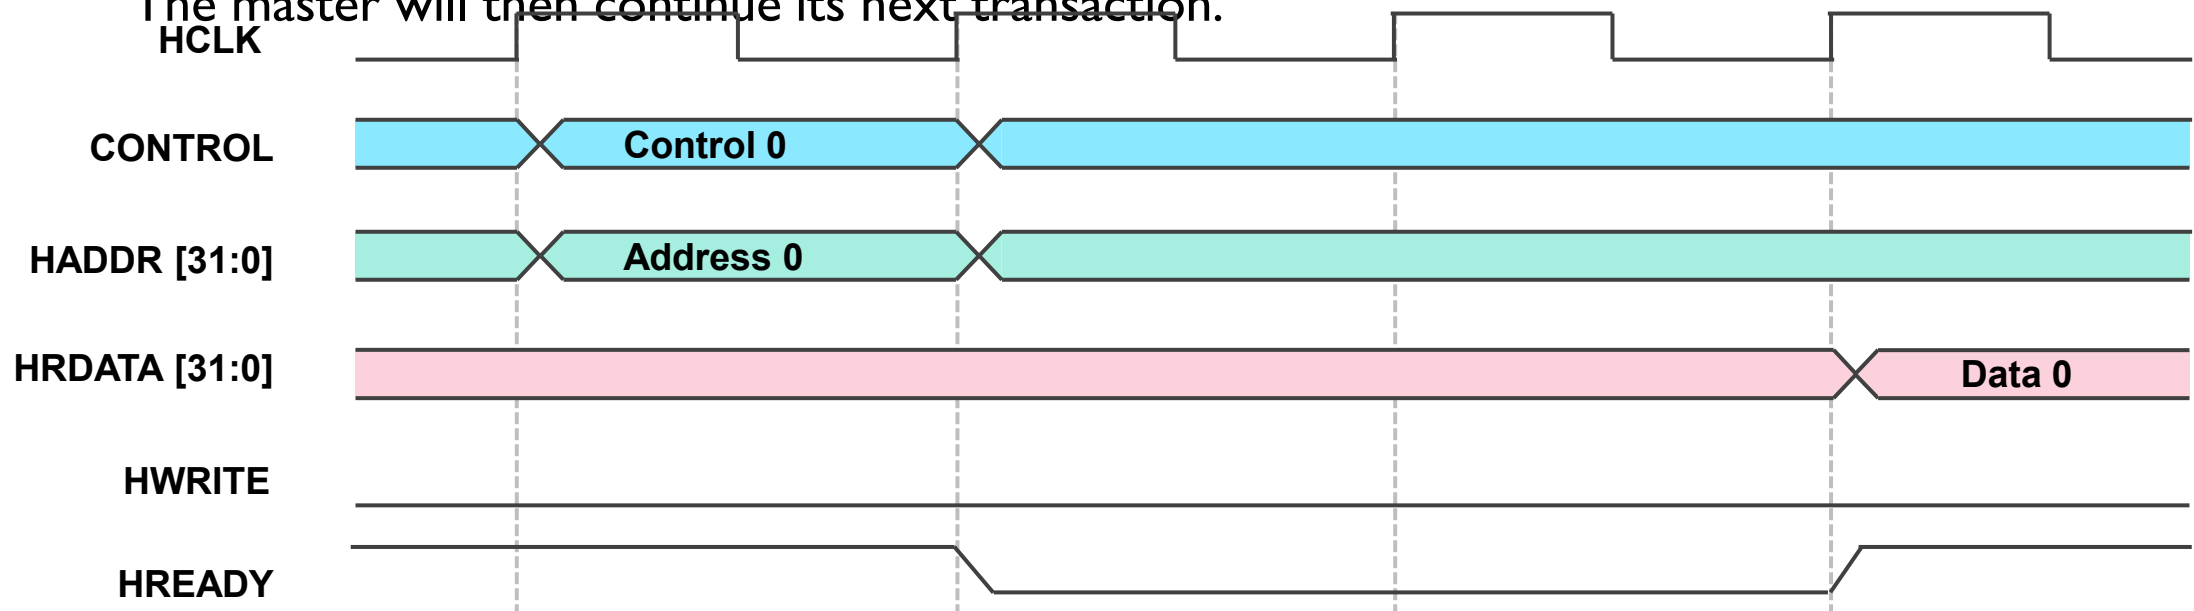 The master will then continue its next transaction.
HCLK
CONTROL
Control 0
HADDR [31:0]
Address 0
HRDATA [31:0]
Data 0
HWRITE
HREADY